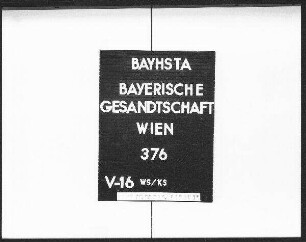 BAYHSTA
BAYERISCHE
GESANDTSCHAFT
WIEN
376
V-16 WS/KS